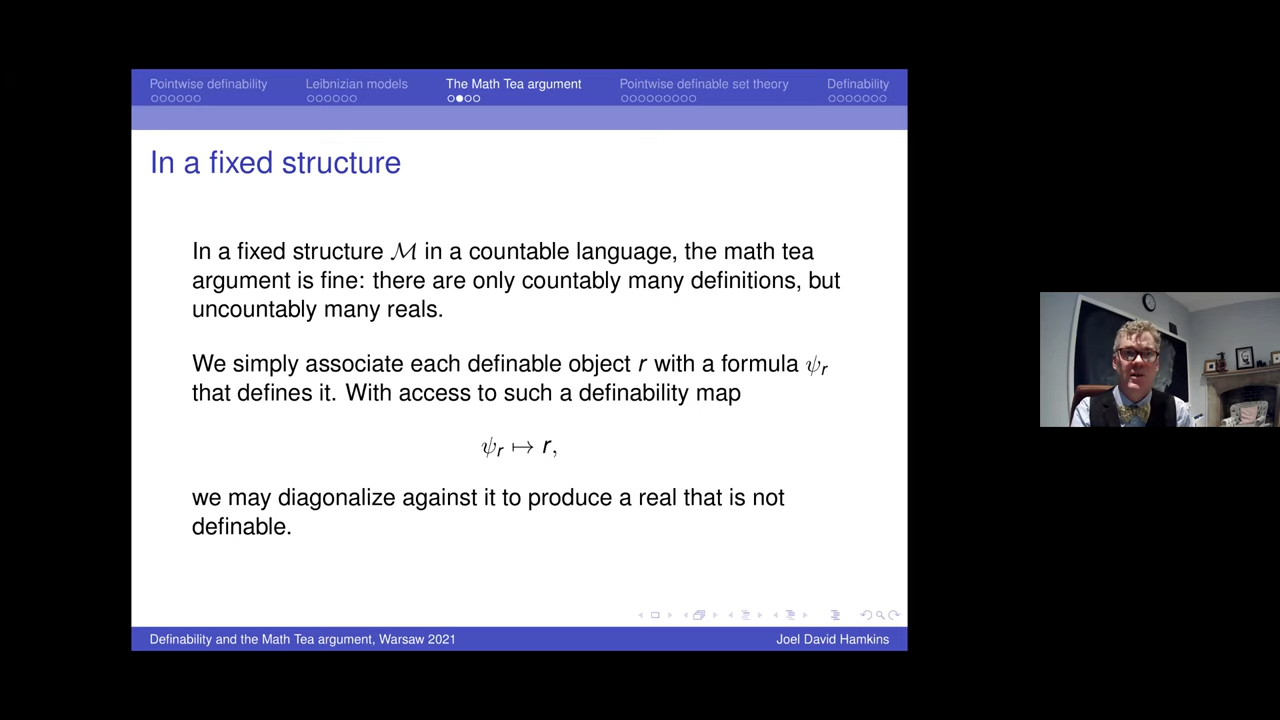 Pointwise definability Leibnizian models The Math Tea argument Pointwise definable set theory Definability
In a fixed structure
In a fixed structure ℳ in a countable language, the math tea
argument is fine: there are only countably many definitions, but
uncountably many reals.
We simply associate each definable object r with a formula ψ_r
that defines it. With access to such a definability map
ψ_r ↦ r,
we may diagonalize against it to produce a real that is not
definable.
Definability and the Math Tea argument, Warsaw 2021 Joel David Hamkins